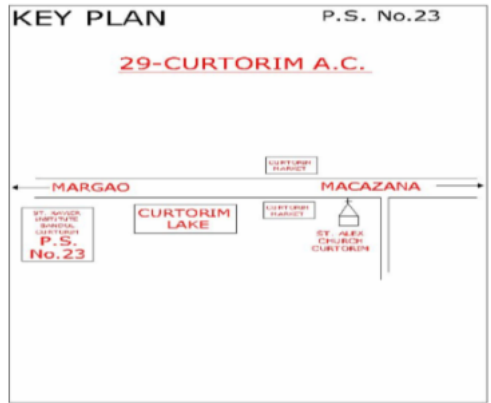 KEY PLAN
P.S. No.23
29-CURTORIM A.C.
CURTORIM
MARKET
MARGAO
MACAZANA
ST. XAVIER
INSTITUTE
CURTORIM
P.S.
No.23
CURTORIM
LAKE
CURTORIM
MARKET
ST. ALEX
CHURCH
CURTORIM